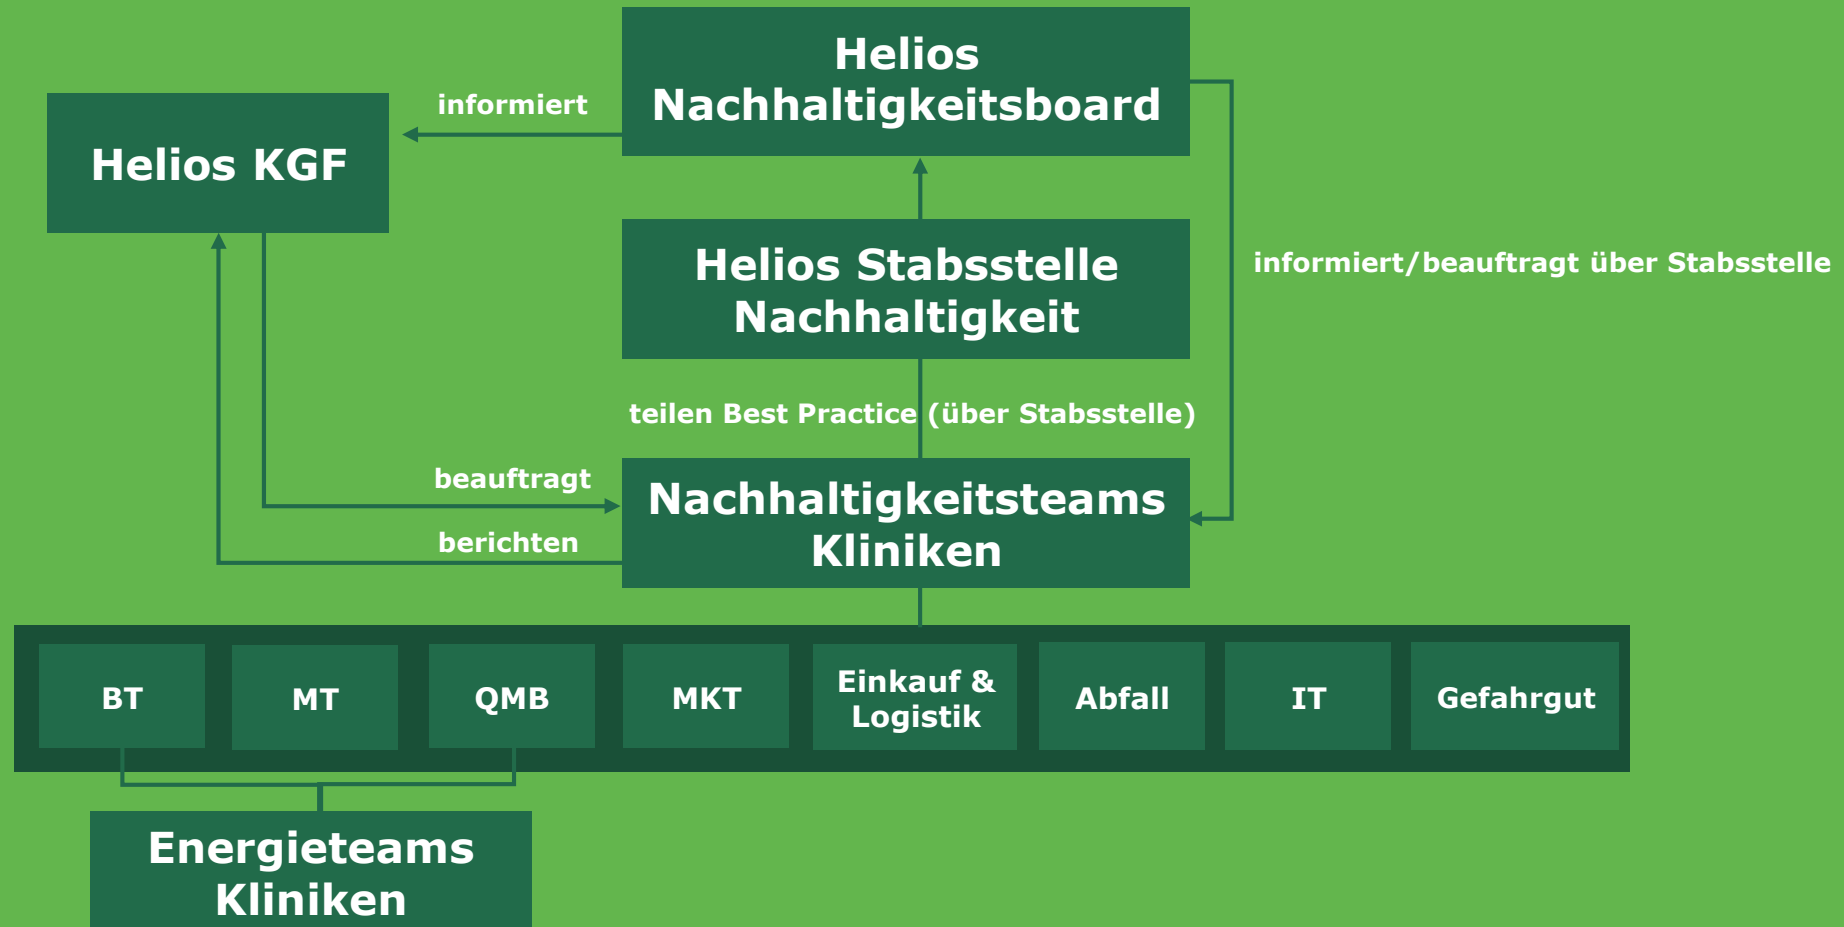 Helios
Nachhaltigkeitsboard
informiert
Helios KGF
Helios Stabsstelle
Nachhaltigkeit
informiert/beauftragt über Stabsstelle
teilen Best Practice (über Stabsstelle)
beauftragt
Nachhaltigkeitsteams
Kliniken
berichten
BT
MT
QMB
MKT
Einkauf &
Logistik
Abfall
IT
Gefahrgut
Energieteams
Kliniken